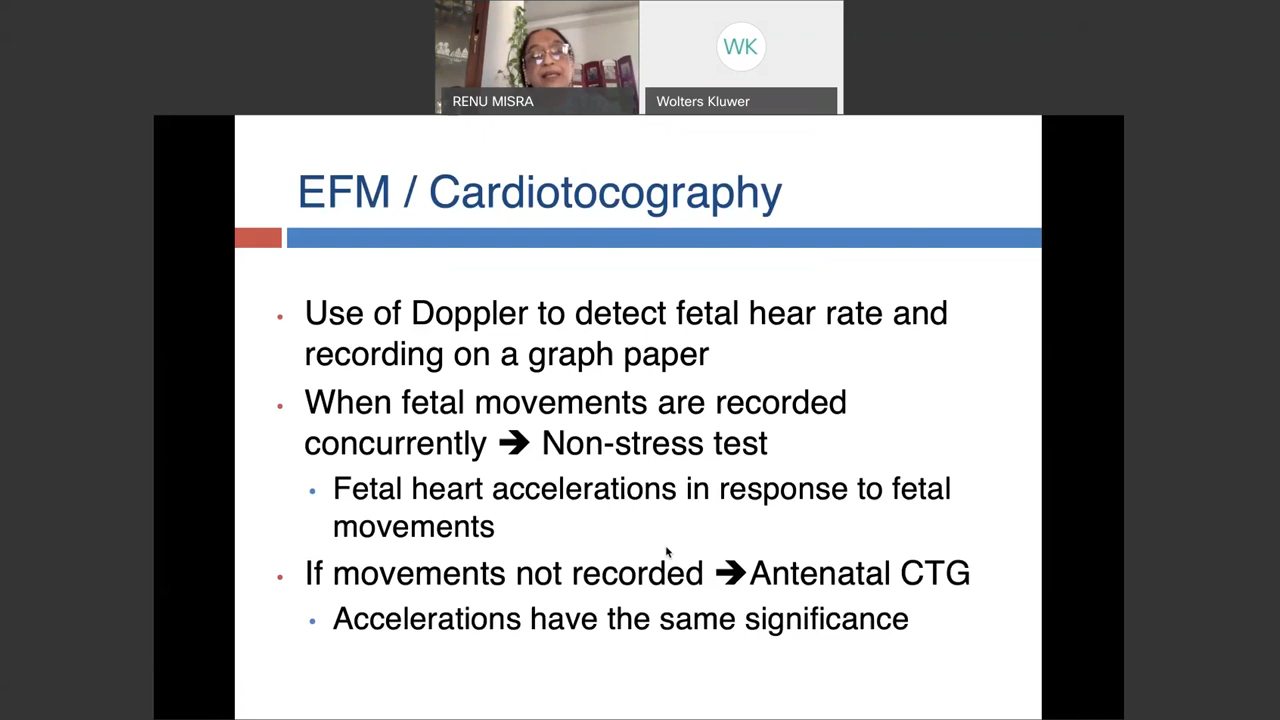 WK
RENU MISRA
Wolters Kluwer
EFM / Cardiotocography
• Use of Doppler to detect fetal hear rate and
recording on a graph paper
• When fetal movements are recorded
concurrently ➔ Non-stress test
• Fetal heart accelerations in response to fetal
movements
• If movements not recorded ➔Antenatal CTG
• Accelerations have the same significance